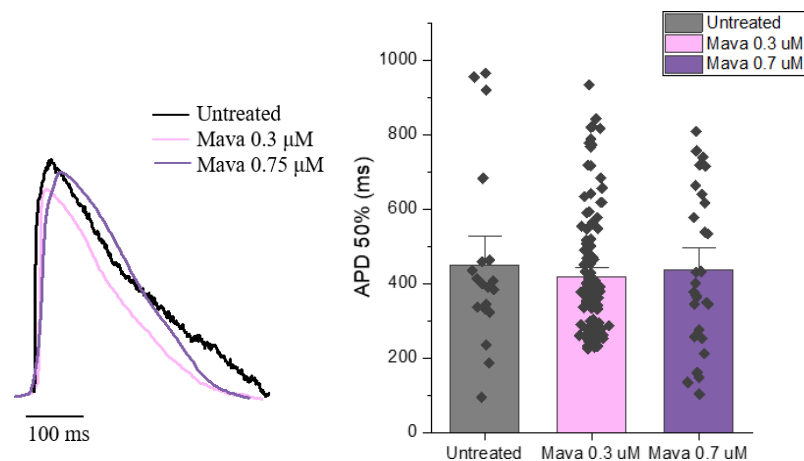 Untreated
Mava 0.3 μM
Mava 0.75 μM
100 ms
Untreated
Mava 0.3 uM
Mava 0.7 uM
APD 50% (ms)
1000
800
600
400
200
0
Untreated
Mava 0.3 uM
Mava 0.7 uM